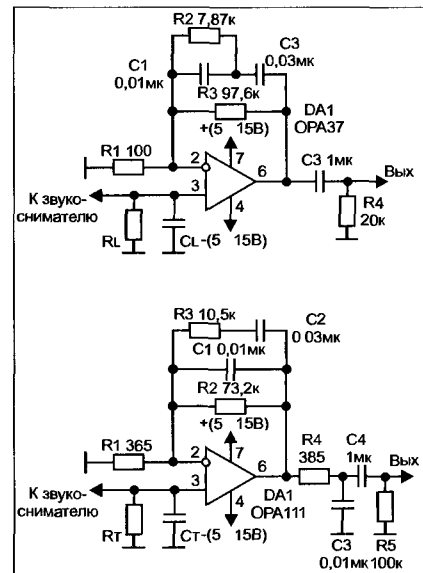 R2 7,87к
C1
0,01мк
C3
0,03мк
R3 97,6к
+(5 15В)
DA1
OPA37
R1 100
2
7
6
3
4
C3 1мк
Вых
К звуко-
снимателю
RL
CL
-(5 15В)
R4
20к
R3 10,5к
C2
0 03мк
C1 0,01мк
R2 73,2к
+(5 15В)
R1 365
2
7
6
3
4
DA1
OPA111
R4
385
C4
1мк
Вых
К звуко-
снимателю
RT
CT
-(5 15В)
C3
0,01мк
R5
100к